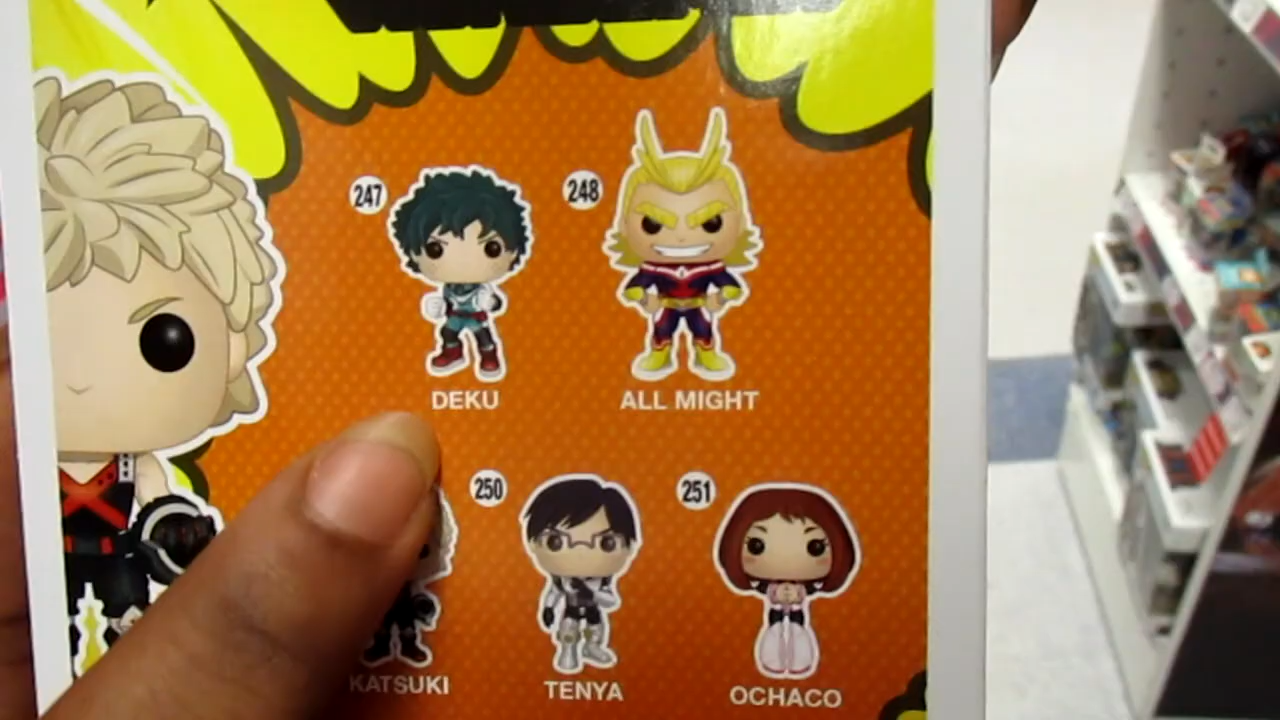 247
248
DEKU
ALL MIGHT
250
251
KATSUKI
TENYA
OCHACO